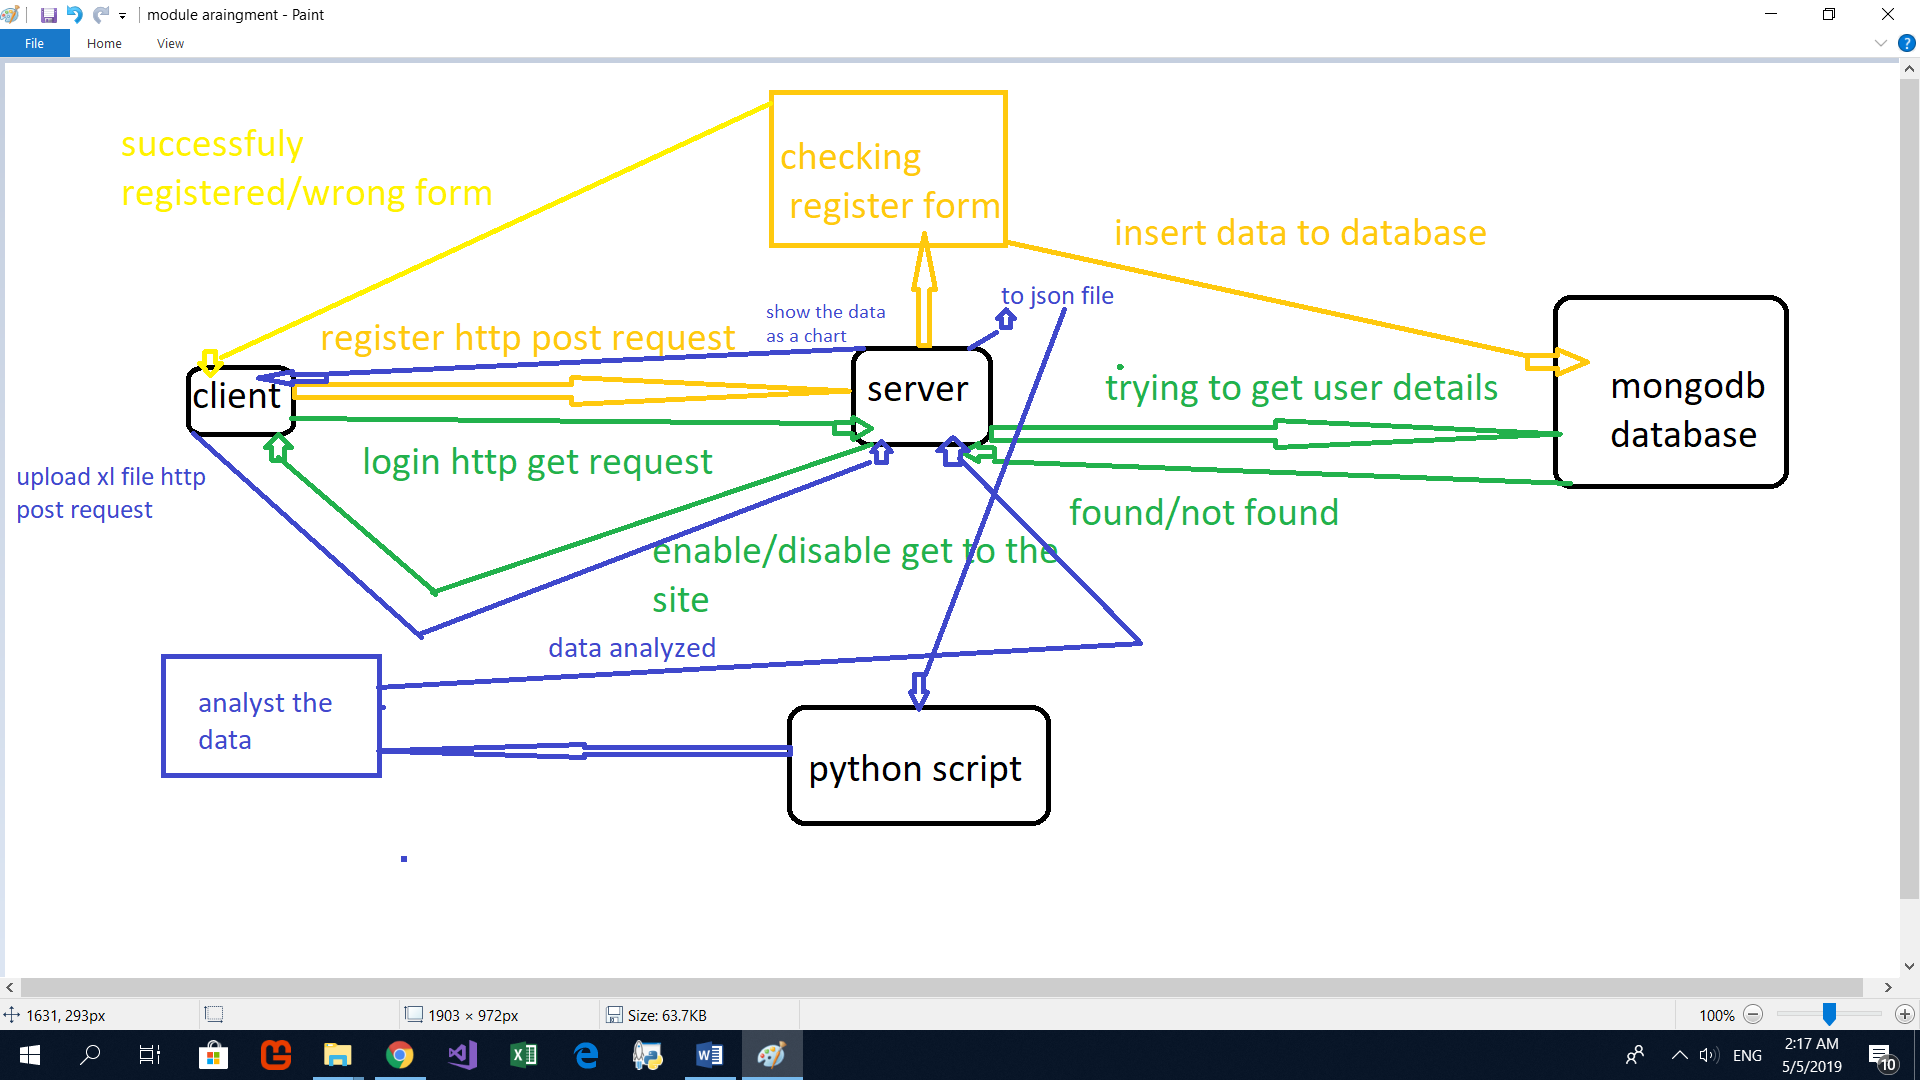 module araingment - Paint
File Home View
successfuly
registered/wrong form
checking
register form
insert data to database
to json file
show the data
as a chart
register http post request
client
server
trying to get user details
mongodb
database
login http get request
upload xl file http
post request
found/not found
enable/disable get to the
site
data analyzed
analyst the
data
python script
1631, 293px
1903 × 972px
Size: 63.7KB
100%
ENG
2:17 AM
5/5/2019
10